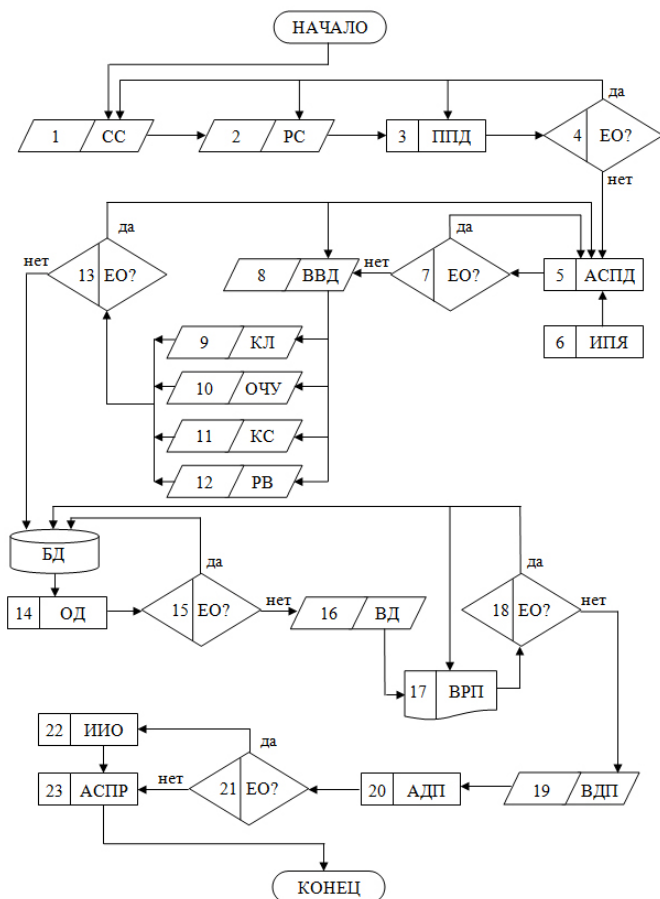 НАЧАЛО
да
1 СС 2 РС 3 ППД 4 ЕО?
нет
да да
нет 13 ЕО? 8 ВВД нет 7 ЕО? 5 АСПД
6 ИПЯ
9 КЛ
10 ОЧУ
11 КС
12 РВ
БД
да да
14 ОД 15 ЕО? нет 16 ВД 18 ЕО? нет
17 ВРП
22 ИИО
да
23 АСПР нет 21 ЕО? 20 АДП 19 ВДП
КОНЕЦ